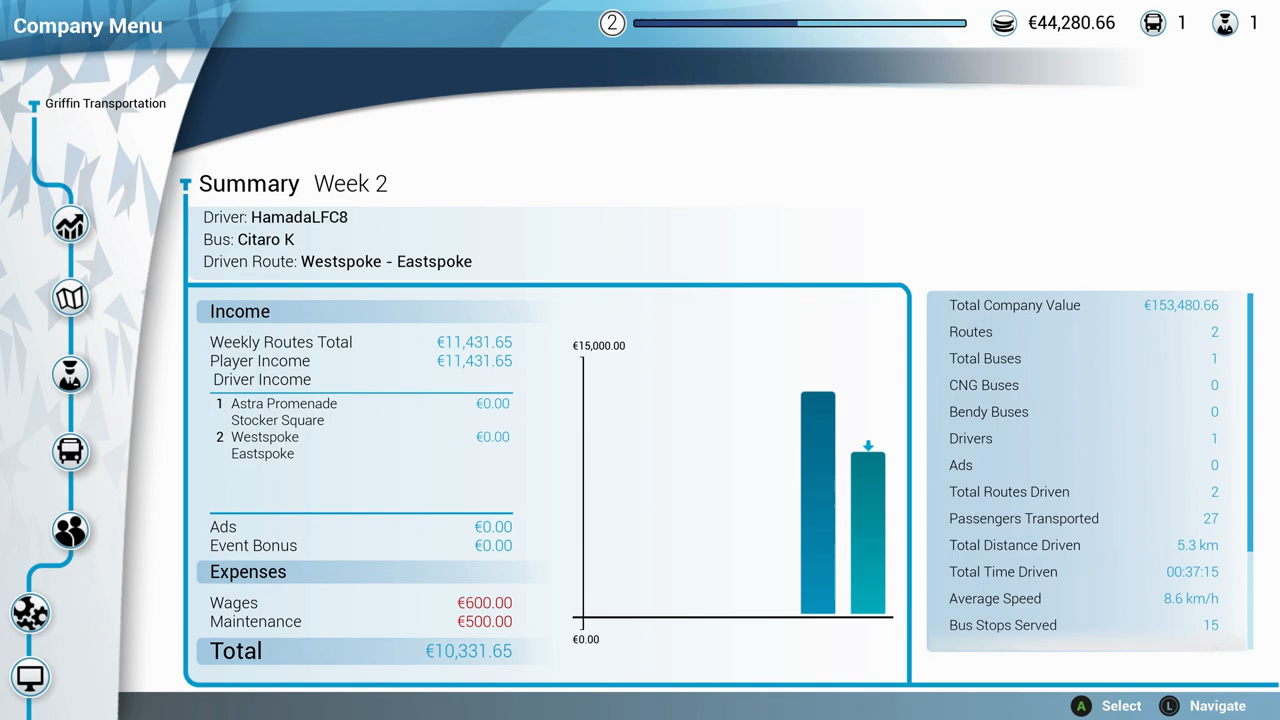 Company Menu
2
€44,280.66
1
1
Griffin Transportation
Summary Week 2
Driver: HamadaLFC8
Bus: Citaro K
Driven Route: Westspoke - Eastspoke
Income
Weekly Routes Total €11,431.65
Player Income €11,431.65
Driver Income
1 Astra Promenade €0.00
Stocker Square
2 Westspoke €0.00
Eastspoke
Ads €0.00
Event Bonus €0.00
Expenses
Wages €600.00
Maintenance €500.00
Total €10,331.65
€15,000.00
€0.00
Total Company Value €153,480.66
Routes 2
Total Buses 1
CNG Buses 0
Bendy Buses 0
Drivers 1
Ads 0
Total Routes Driven 2
Passengers Transported 27
Total Distance Driven 5.3 km
Total Time Driven 00:37:15
Average Speed 8.6 km/h
Bus Stops Served 15
A Select L Navigate